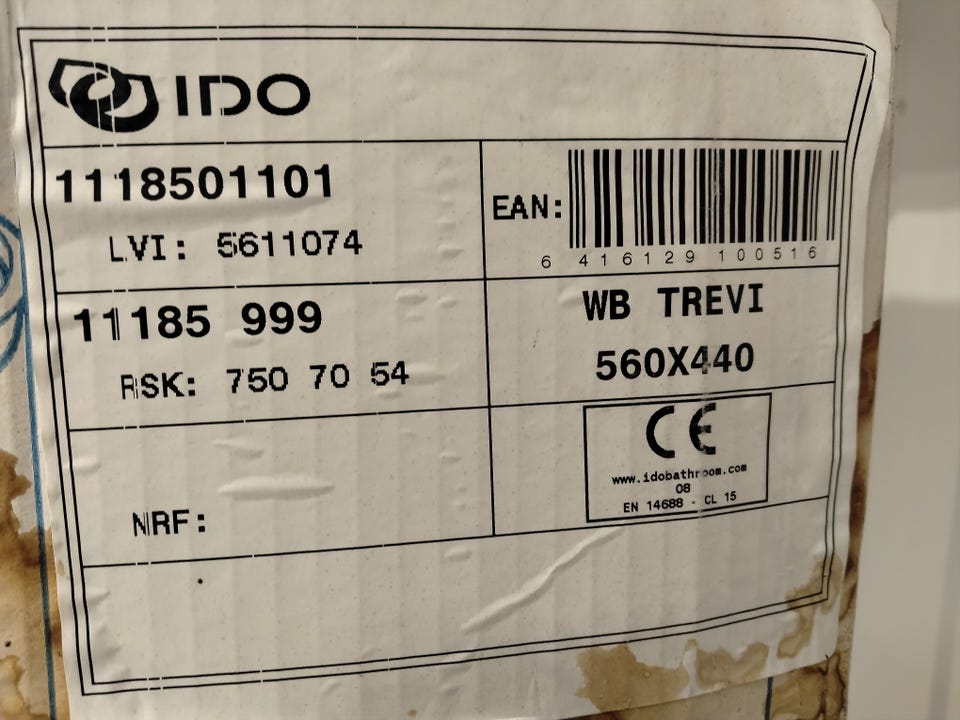 IDO
1118501101
LVI: 5611074
EAN:
6 416129 100516
11185 999
RSK: 750 70 54
WB TREVI
560X440
CE
www.idobathroom.com
08
EN 14688 - CL 15
NRF: